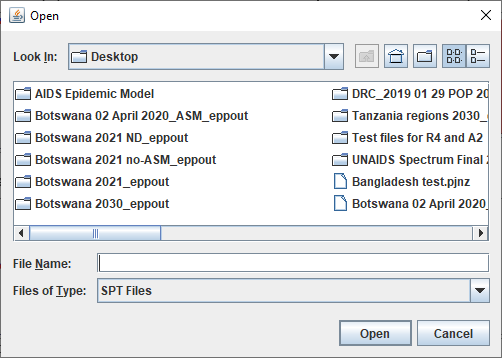 Open
Look In: Desktop
AIDS Epidemic Model
Botswana 02 April 2020_ASM_eppout
Botswana 2021 ND_eppout
Botswana 2021 no-ASM_eppout
Botswana 2021_eppout
Botswana 2030_eppout
DRC_2019 01 29 POP 20
Tanzania regions 2030_
Test files for R4 and A2
UNAIDS Spectrum Final 2
Bangladesh test.pjnz
Botswana 02 April 2020_
File Name:
Files of Type: SPT Files
Open Cancel